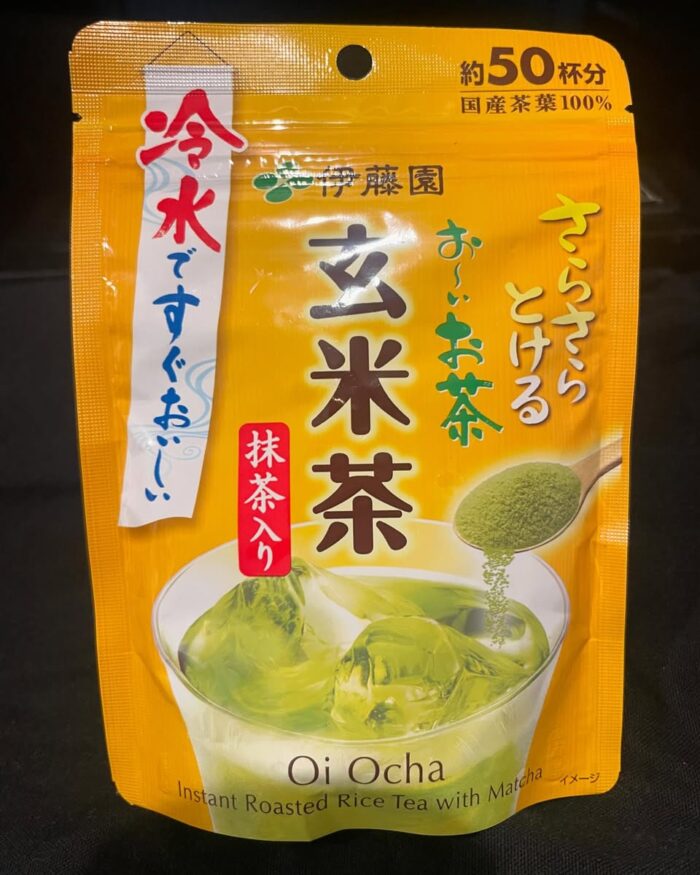 約50杯分
国産茶葉100%
伊藤園
冷水ですぐおいしい
さらさら
とける
お〜いお茶
玄米茶
抹茶入り
Oi Ocha
Instant Roasted Rice Tea with Matcha
イメージ